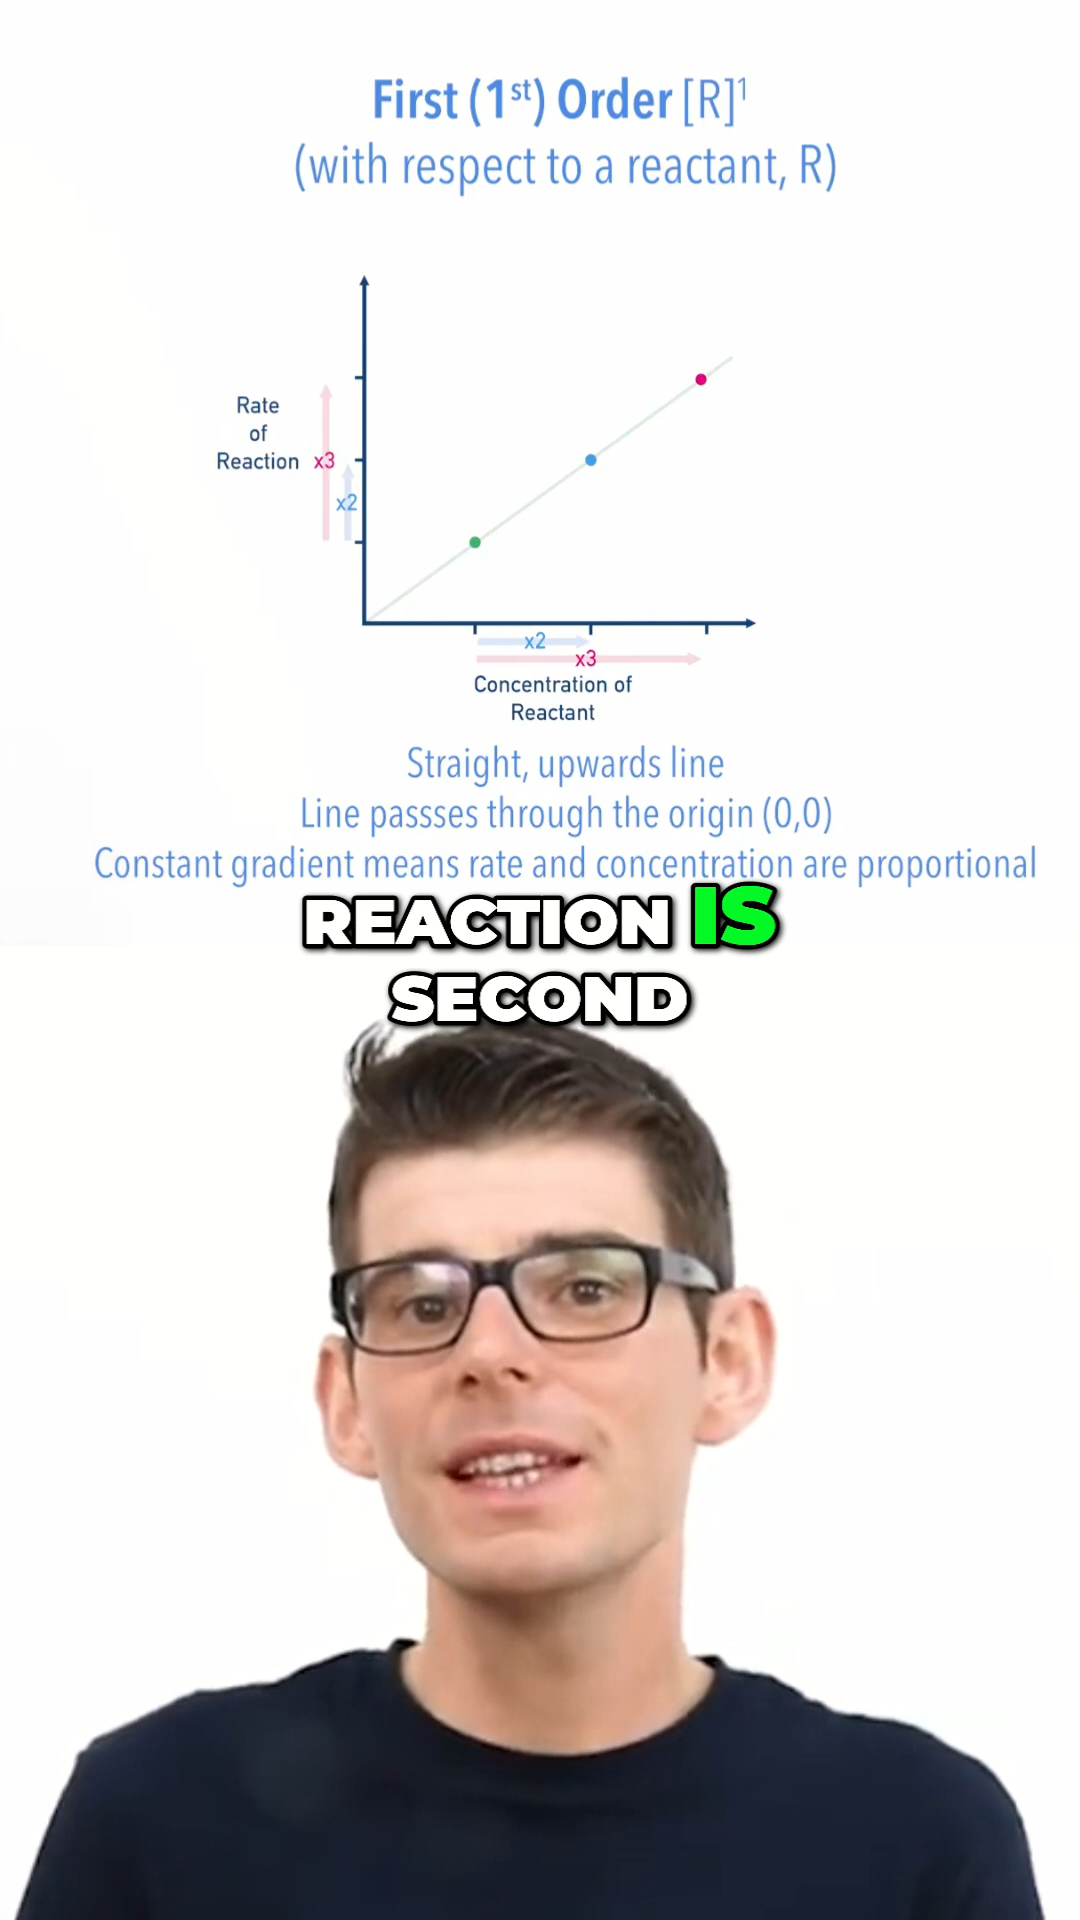 First (1st) Order [R]¹
(with respect to a reactant, R)
Rate
of
Reaction
x3
x2
x2
x3
Concentration of
Reactant
Straight, upwards line
Line passses through the origin (0,0)
Constant gradient means rate and concentration are proportional
REACTION IS
SECOND